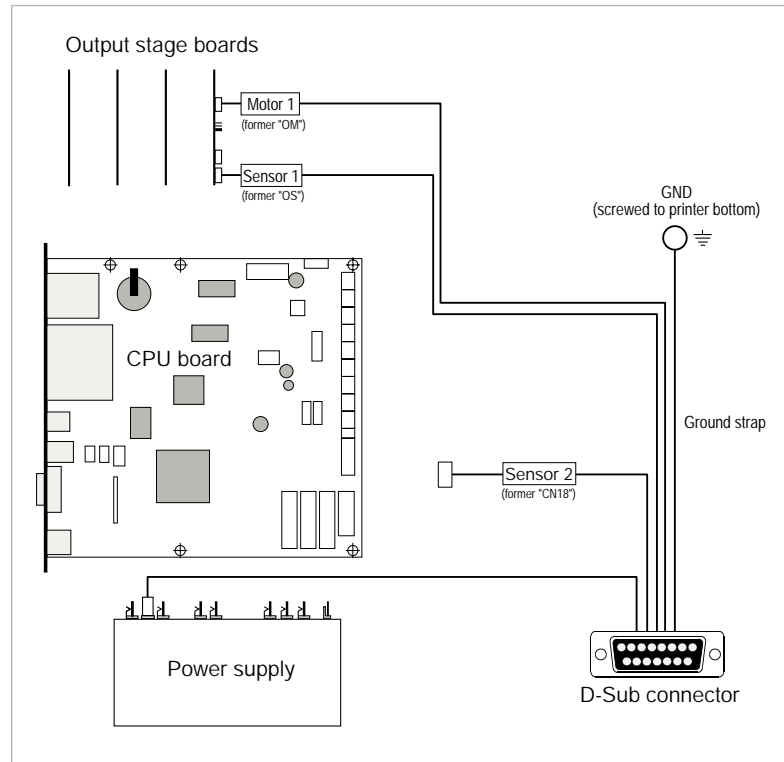 Output stage boards
Motor 1
(former "OM")
Sensor 1
(former "OS")
GND
(screwed to printer bottom)
CPU board
Ground strap
Sensor 2
(former "CN18")
Power supply
D-Sub connector